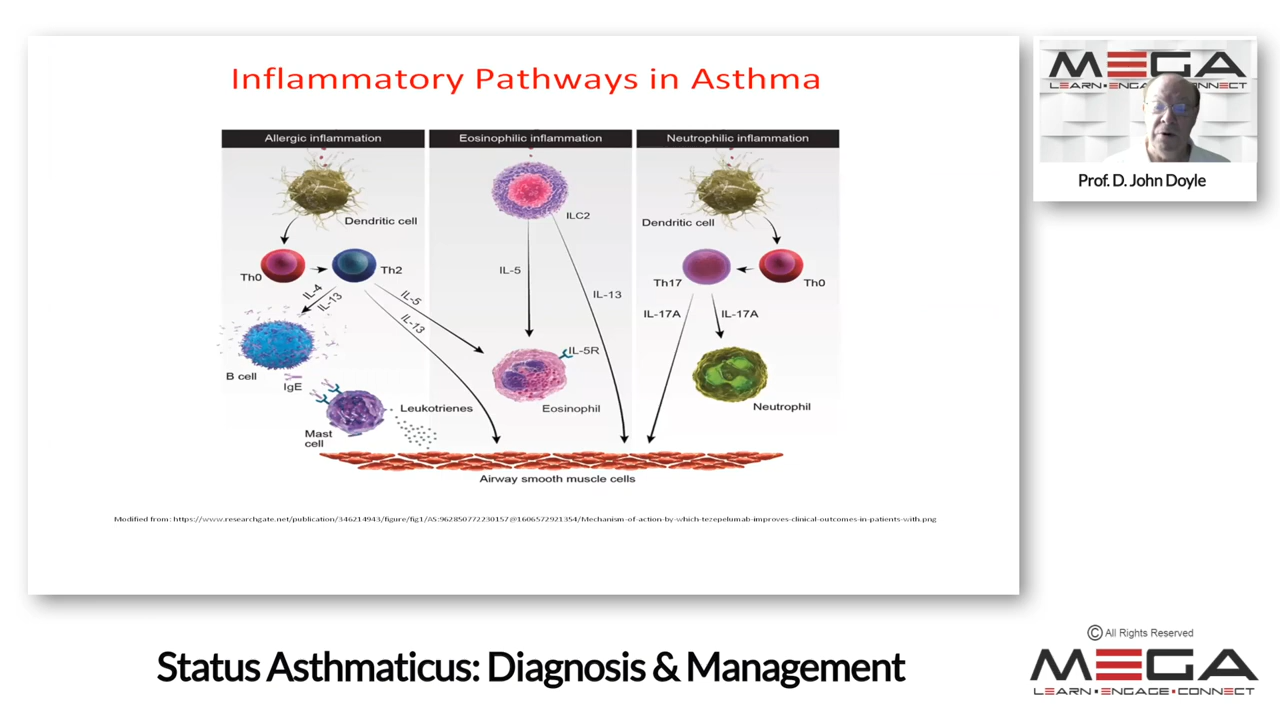 Inflammatory Pathways in Asthma
Allergic inflammation
Eosinophilic inflammation
Neutrophilic inflammation
Dendritic cell
ILC2
Dendritic cell
Th0
Th2
Th17
Th0
IL-4
IL-13
IL-5
IL-13
IL-5
IL-13
IL-17A
IL-17A
B cell
IgE
IL-5R
Mast
cell
Leukotrienes
Eosinophil
Neutrophil
Airway smooth muscle cells
Modified from: https://www.researchgate.net/publication/346214943/figure/fig1/AS:962850772230157@1606572921354/Mechanism-of-action-by-which-tezepelumab-improves-clinical-outcomes-in-patients-with.png
MEGA
LEARN•ENGAGE•CONNECT
Prof. D. John Doyle
Status Asthmaticus: Diagnosis & Management
© All Rights Reserved
MEGA
LEARN•ENGAGE•CONNECT